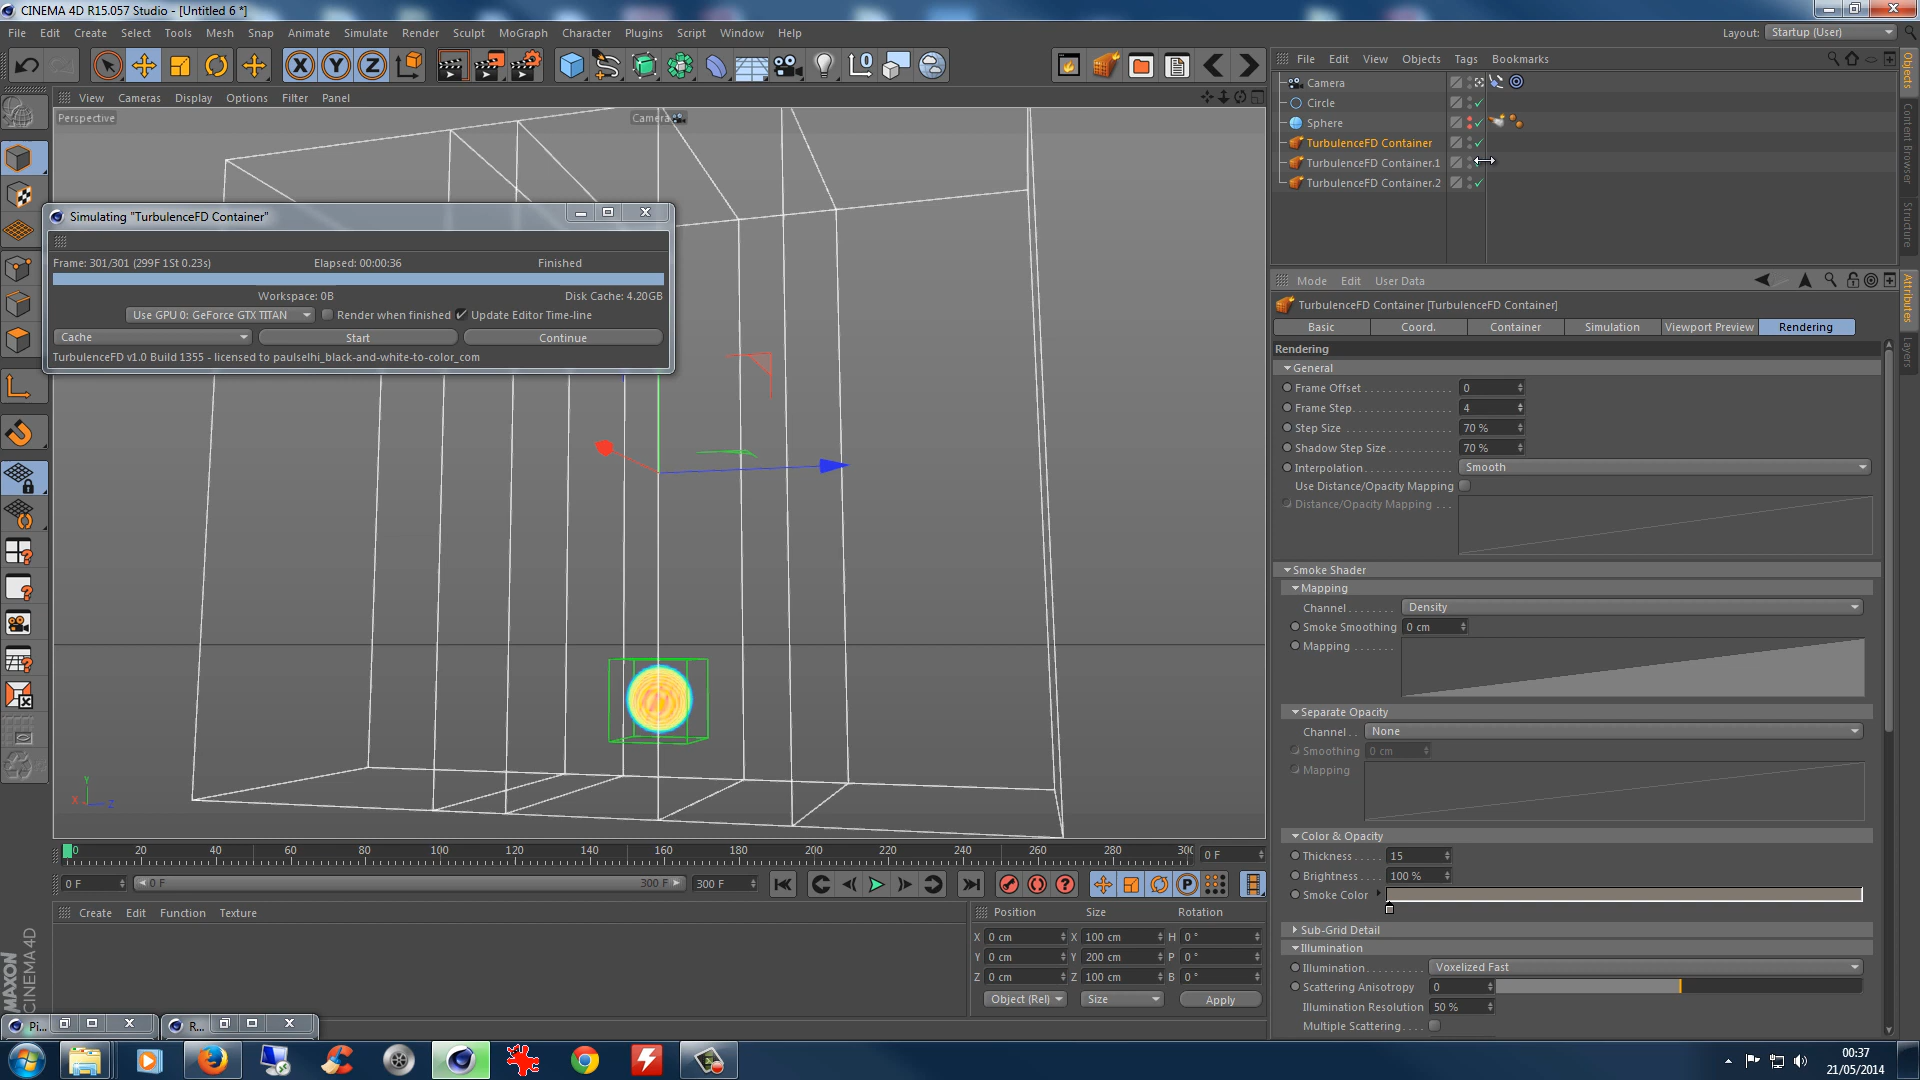 CINEMA 4D R15.057 Studio - [Untitled 6 *]
File Edit Create Select Tools Mesh Snap Animate Simulate Render Sculpt MoGraph Character Plugins Script Window Help
Layout: Startup (User)
File Edit View Objects Tags Bookmarks
View Cameras Display Options Filter Panel
Perspective
Camera
Camera
Circle
Sphere
TurbulenceFD Container
TurbulenceFD Container.1
TurbulenceFD Container.2
Objects
Content Browser
Structure
Attributes
Layers
Simulating "TurbulenceFD Container"
Frame: 301/301 (299F 1St 0.23s) Elapsed: 00:00:36 Finished
Workspace: 0B Disk Cache: 4.20GB
Use GPU 0: GeForce GTX TITAN Render when finished Update Editor Time-line
Cache Start Continue
TurbulenceFD v1.0 Build 1355 - licensed to paulselhi_black-and-white-to-color_com
Mode Edit User Data
TurbulenceFD Container [TurbulenceFD Container]
Basic Coord. Container Simulation Viewport Preview Rendering
Rendering
General
Frame Offset 0
Frame Step 4
Step Size 70 %
Shadow Step Size 70 %
Interpolation Smooth
Use Distance/Opacity Mapping
Distance/Opacity Mapping
Smoke Shader
Mapping
Channel Density
Smoke Smoothing 0 cm
Mapping
Separate Opacity
Channel None
Smoothing 0 cm
Mapping
Color & Opacity
Thickness 15
Brightness 100 %
Smoke Color
Sub-Grid Detail
Illumination
Illumination Voxelized Fast
Scattering Anisotropy 0
Illumination Resolution 50 %
Multiple Scattering
Y
X Z
0 20 40 60 80 100 120 140 160 180 200 220 240 260 280 300 0 F
0 F 0 F 300 F 300 F
Create Edit Function Texture
Position Size Rotation
X 0 cm X 100 cm H 0 °
Y 0 cm Y 200 cm P 0 °
Z 0 cm Z 100 cm B 0 °
Object (Rel) Size Apply
MAXON
CINEMA 4D
Pi... R...
00:37
21/05/2014